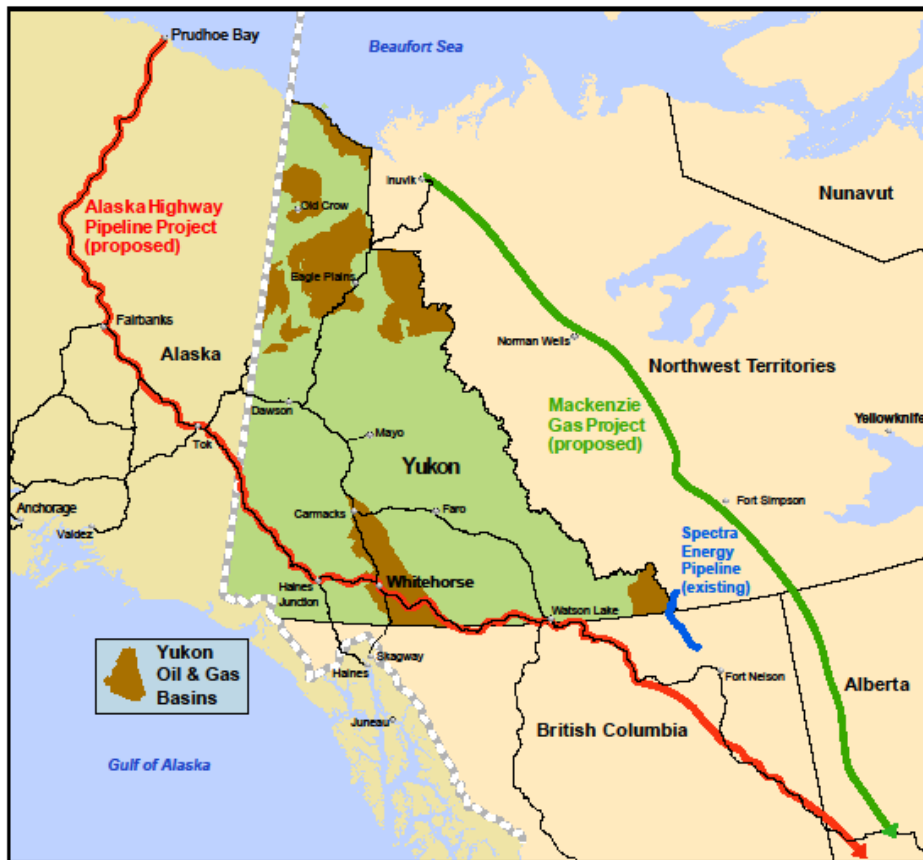 Prudhoe Bay
Beaufort Sea
Inuvik
Nunavut
Alaska Highway
Pipeline Project
(proposed)
Old Crow
Eagle Plains
Fairbanks
Alaska
Norman Wells
Northwest Territories
Dawson
Mackenzie
Gas Project
(proposed)
Yellowknife
Tok
Mayo
Yukon
Anchorage
Valdez
Carmacks
Faro
Fort Simpson
Spectra
Energy
Pipeline
(existing)
Haines
Junction
Whitehorse
Watson Lake
Yukon
Oil & Gas
Basins
Skagway
Haines
Fort Nelson
Alberta
Juneau
British Columbia
Gulf of Alaska